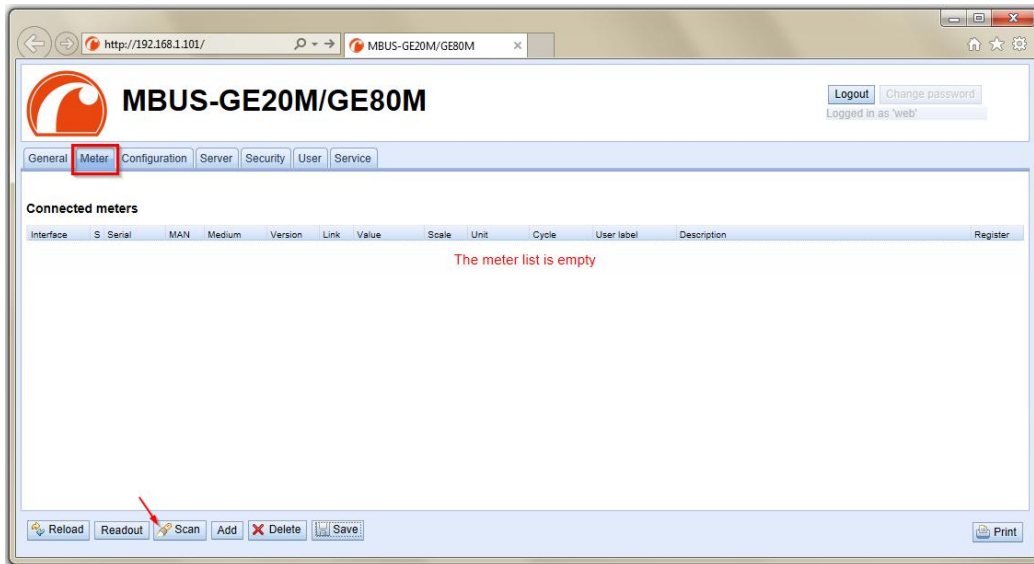 http://192.168.1.101/
MBUS-GE20M/GE80M
MBUS-GE20M/GE80M
Logout Change password
Logged in as 'web'
General Meter Configuration Server Security User Service
Connected meters
Interface S Serial MAN Medium Version Link Value Scale Unit Cycle User label Description Register
The meter list is empty
Reload Readout Scan Add Delete Save Print